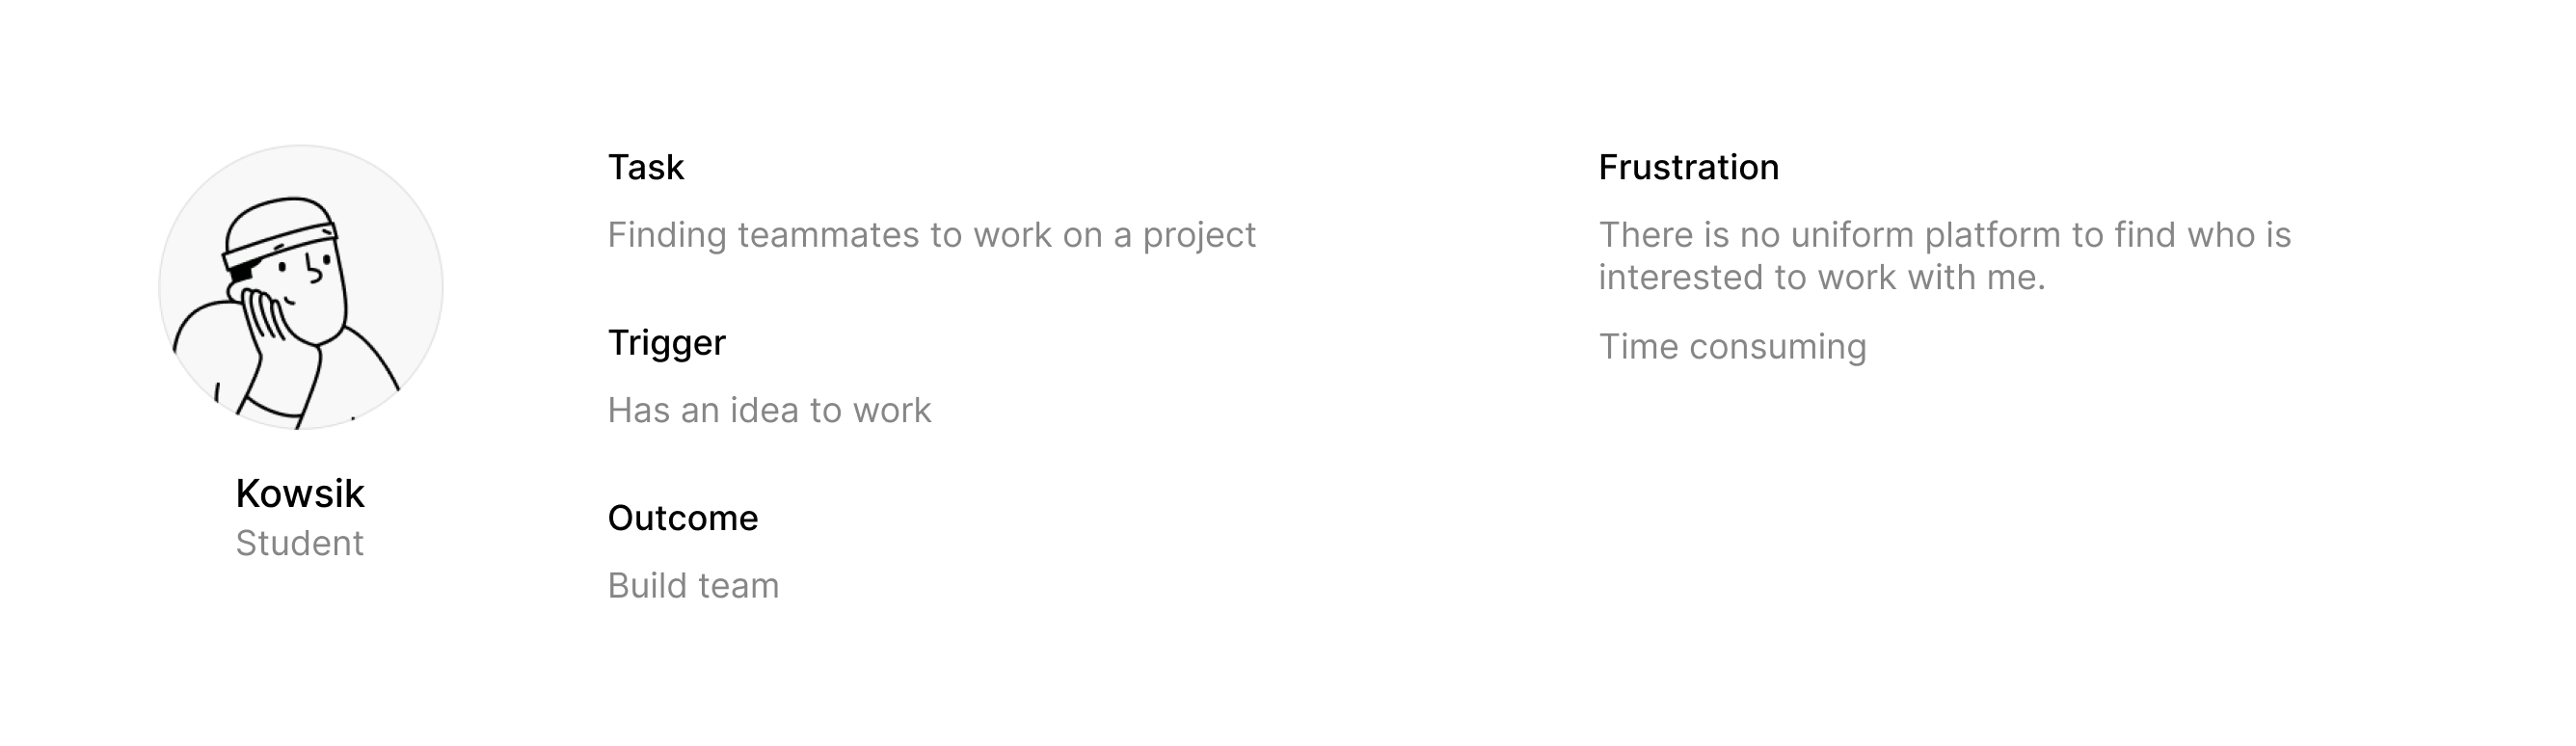 Kowsik
Student
Task
Finding teammates to work on a project
Trigger
Has an idea to work
Outcome
Build team
Frustration
There is no uniform platform to find who is
interested to work with me.
Time consuming